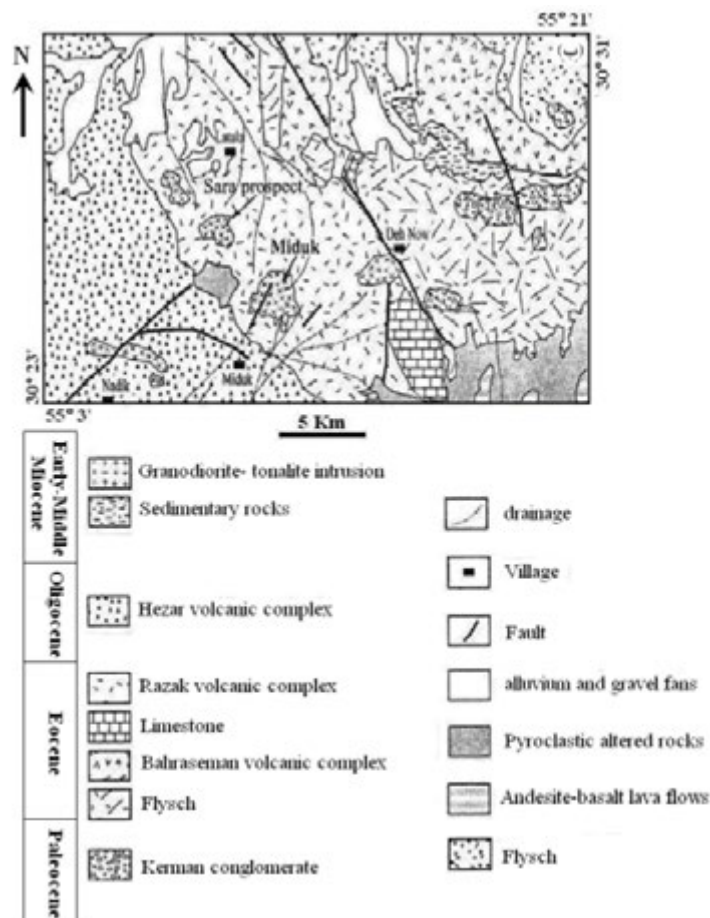 55° 21'
N
30° 31'
Latala
Sara prospect
Miduk
Deh Now
30° 23'
Nadik
Miduk
55° 3'
5 Km
Early-Middle
Miocene
Granodiorite- tonalite intrusion
Sedimentary rocks
Oligocene
Hezar volcanic complex
Eocene
Razak volcanic complex
Limestone
Bahraseman volcanic complex
Flysch
Paleocene
Kerman conglomerate
drainage
Village
Fault
alluvium and gravel fans
Pyroclastic altered rocks
Andesite-basalt lava flows
Flysch